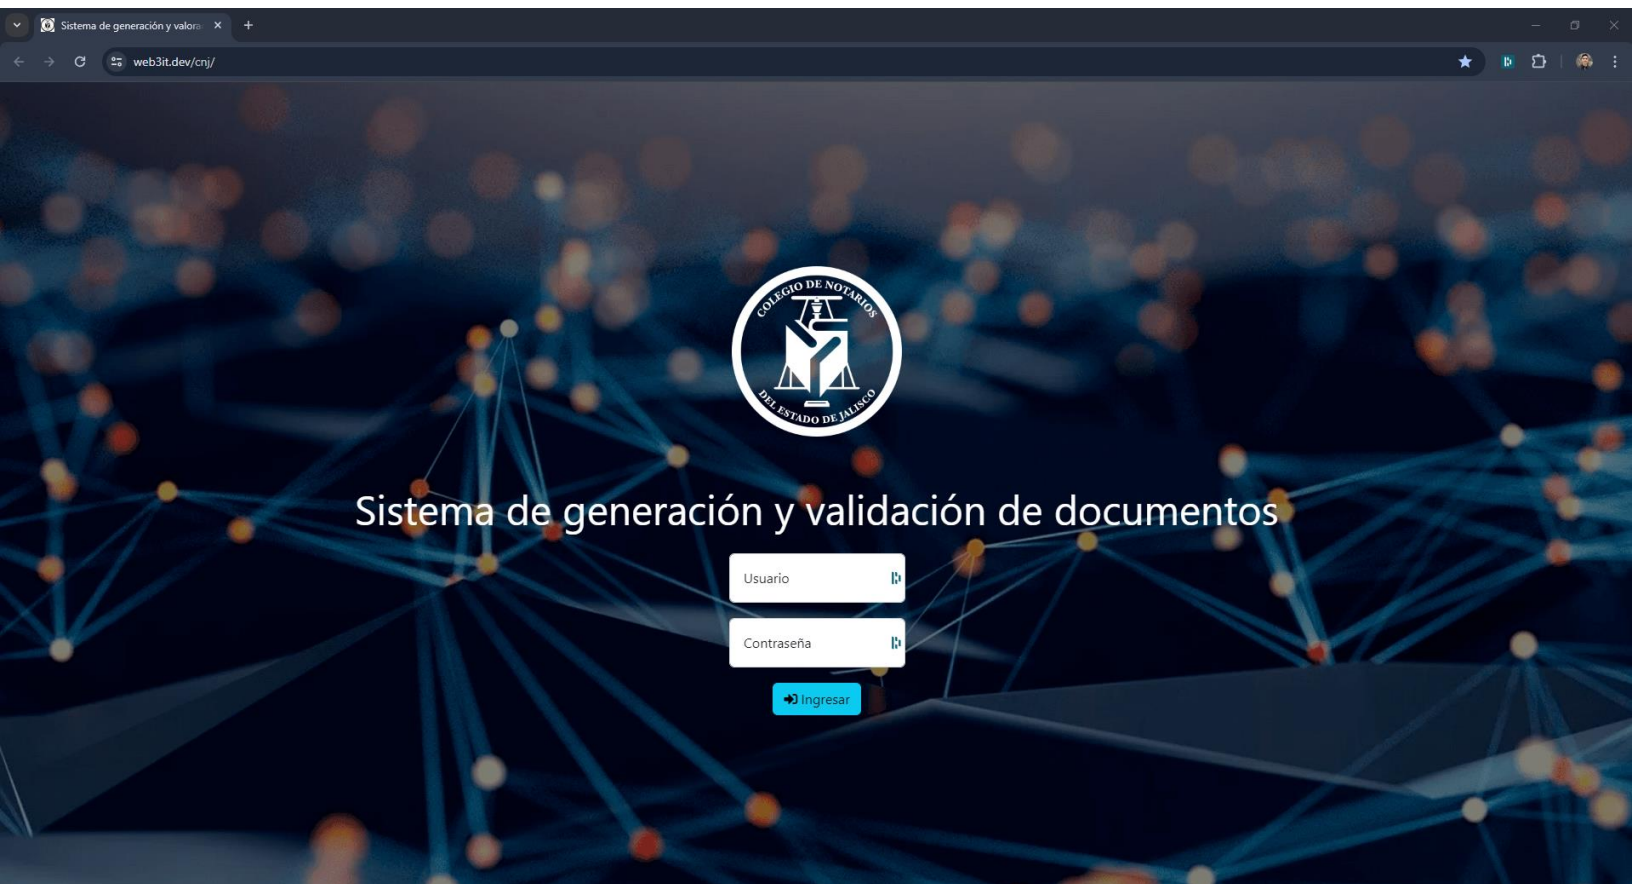 Sistema de generación y valora
web3it.dev/cnj/
COLEGIO DE NOTARIOS
DEL ESTADO DE JALISCO
Sistema de generación y validación de documentos
Usuario
Contraseña
Ingresar